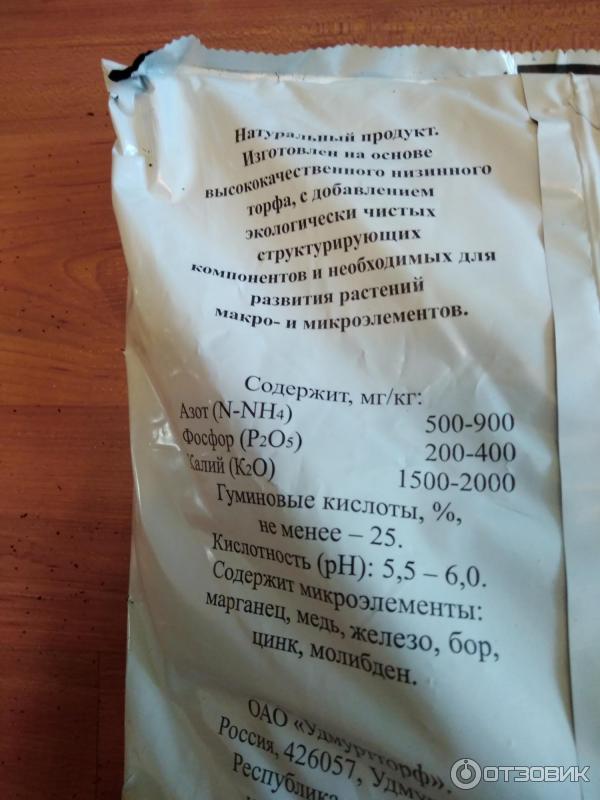 Натуральный продукт.
Изготовлен на основе
высококачественного низинного
торфа, с добавлением
экологически чистых
структурирующих
компонентов и необходимых для
развития растений
макро- и микроэлементов.
Содержит, мг/кг:
Азот (N-NH4) 500-900
Фосфор (P2O5) 200-400
Калий (K2O) 1500-2000
Гуминовые кислоты, %,
не менее – 25.
Кислотность (pH): 5,5 – 6,0.
Содержит микроэлементы:
марганец, медь, железо, бор,
цинк, молибден.
ОАО «Удмуртторф».
Россия, 426057, Удму
Республика
ОТЗОВИК